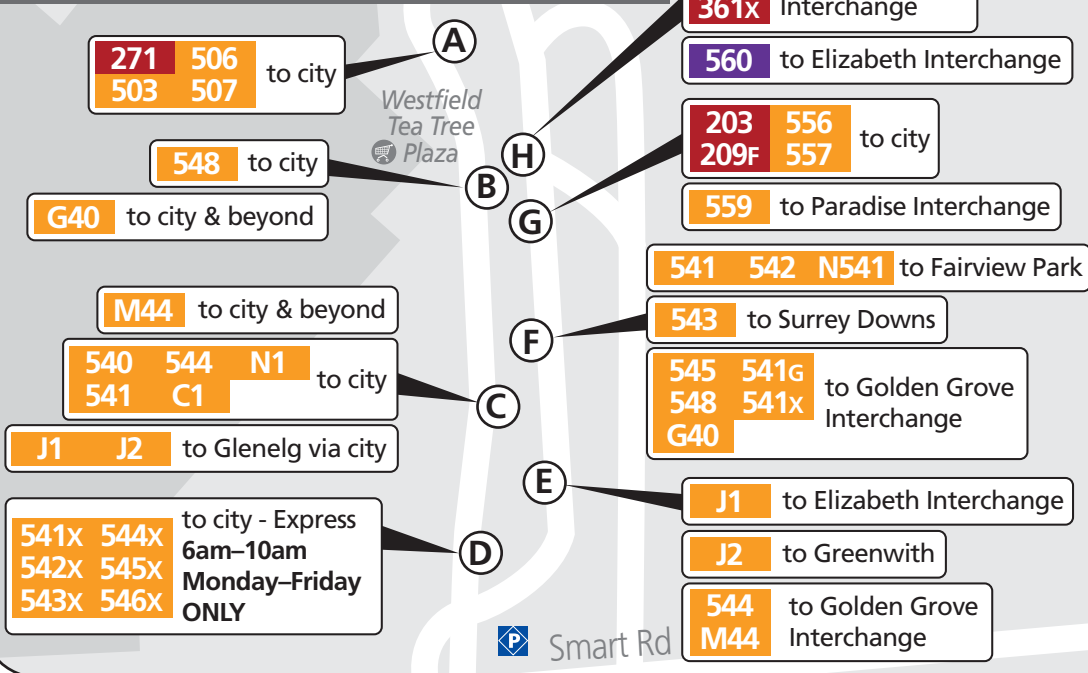 361X Interchange
271 506
503 507
to city
A
Westfield
Tea Tree
Plaza
560 to Elizabeth Interchange
203 556
209F 557
to city
H
548 to city
B
G
G40 to city & beyond
559 to Paradise Interchange
541 542 N541 to Fairview Park
M44 to city & beyond
543 to Surrey Downs
F
540 544 N1
541 C1
to city
C
545 541G
548 541X
G40
to Golden Grove
Interchange
J1 J2 to Glenelg via city
E
J1 to Elizabeth Interchange
541X 544X
542X 545X
543X 546X
to city - Express
6am–10am
Monday–Friday
ONLY
D
J2 to Greenwith
544
M44
to Golden Grove
Interchange
P
Smart Rd